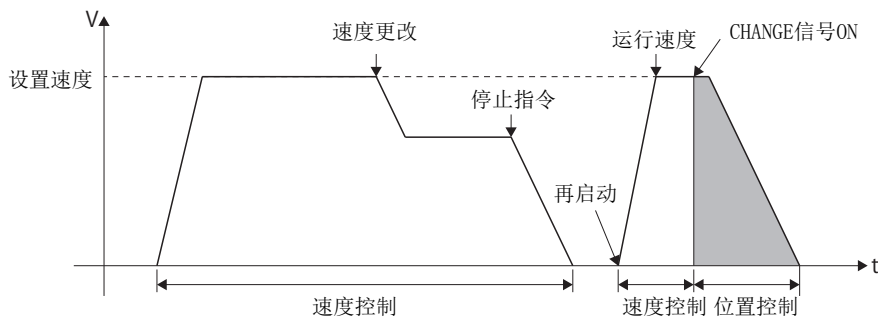 V
速度更改
运行速度
CHANGE信号ON
设置速度
停止指令
再启动
t
速度控制
速度控制
位置控制